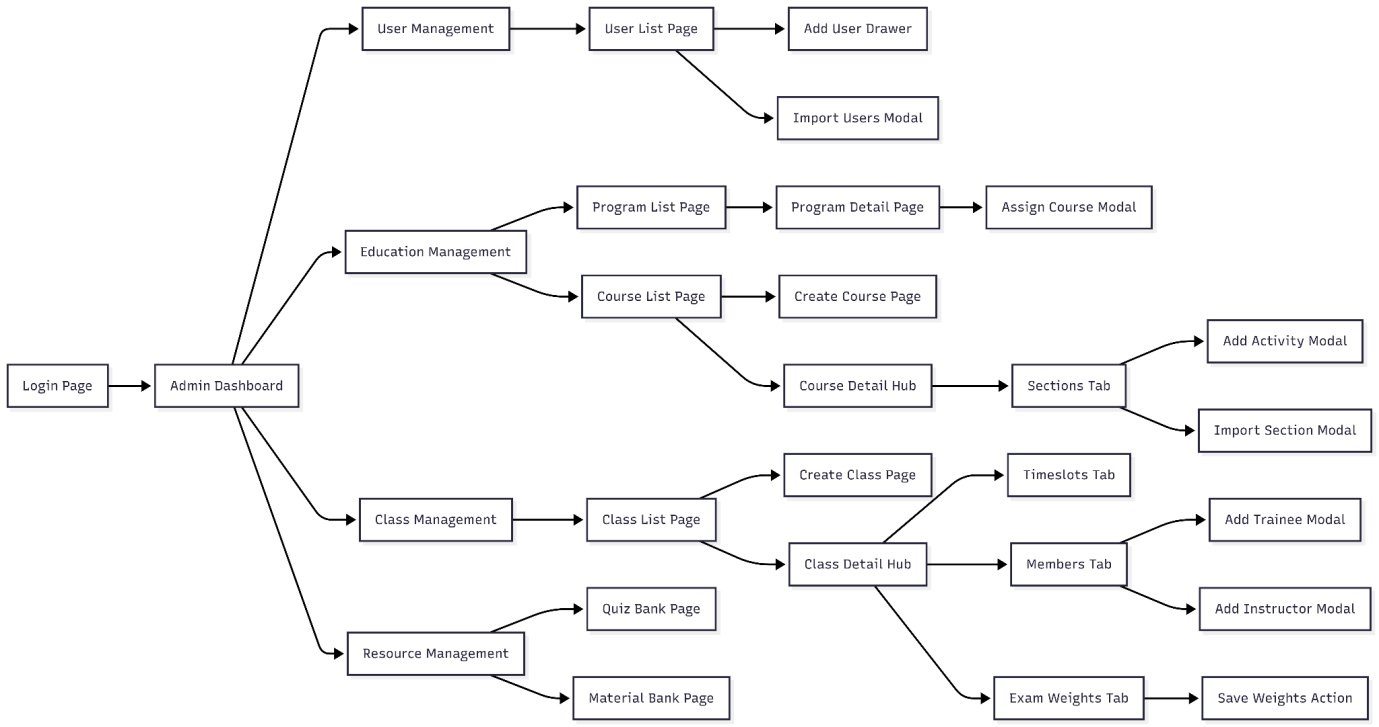 User Management
User List Page
Add User Drawer
Import Users Modal
Program List Page
Program Detail Page
Assign Course Modal
Education Management
Course List Page
Create Course Page
Add Activity Modal
Login Page
Admin Dashboard
Course Detail Hub
Sections Tab
Import Section Modal
Create Class Page
Timeslots Tab
Class Management
Class List Page
Add Trainee Modal
Class Detail Hub
Members Tab
Quiz Bank Page
Add Instructor Modal
Resource Management
Material Bank Page
Exam Weights Tab
Save Weights Action